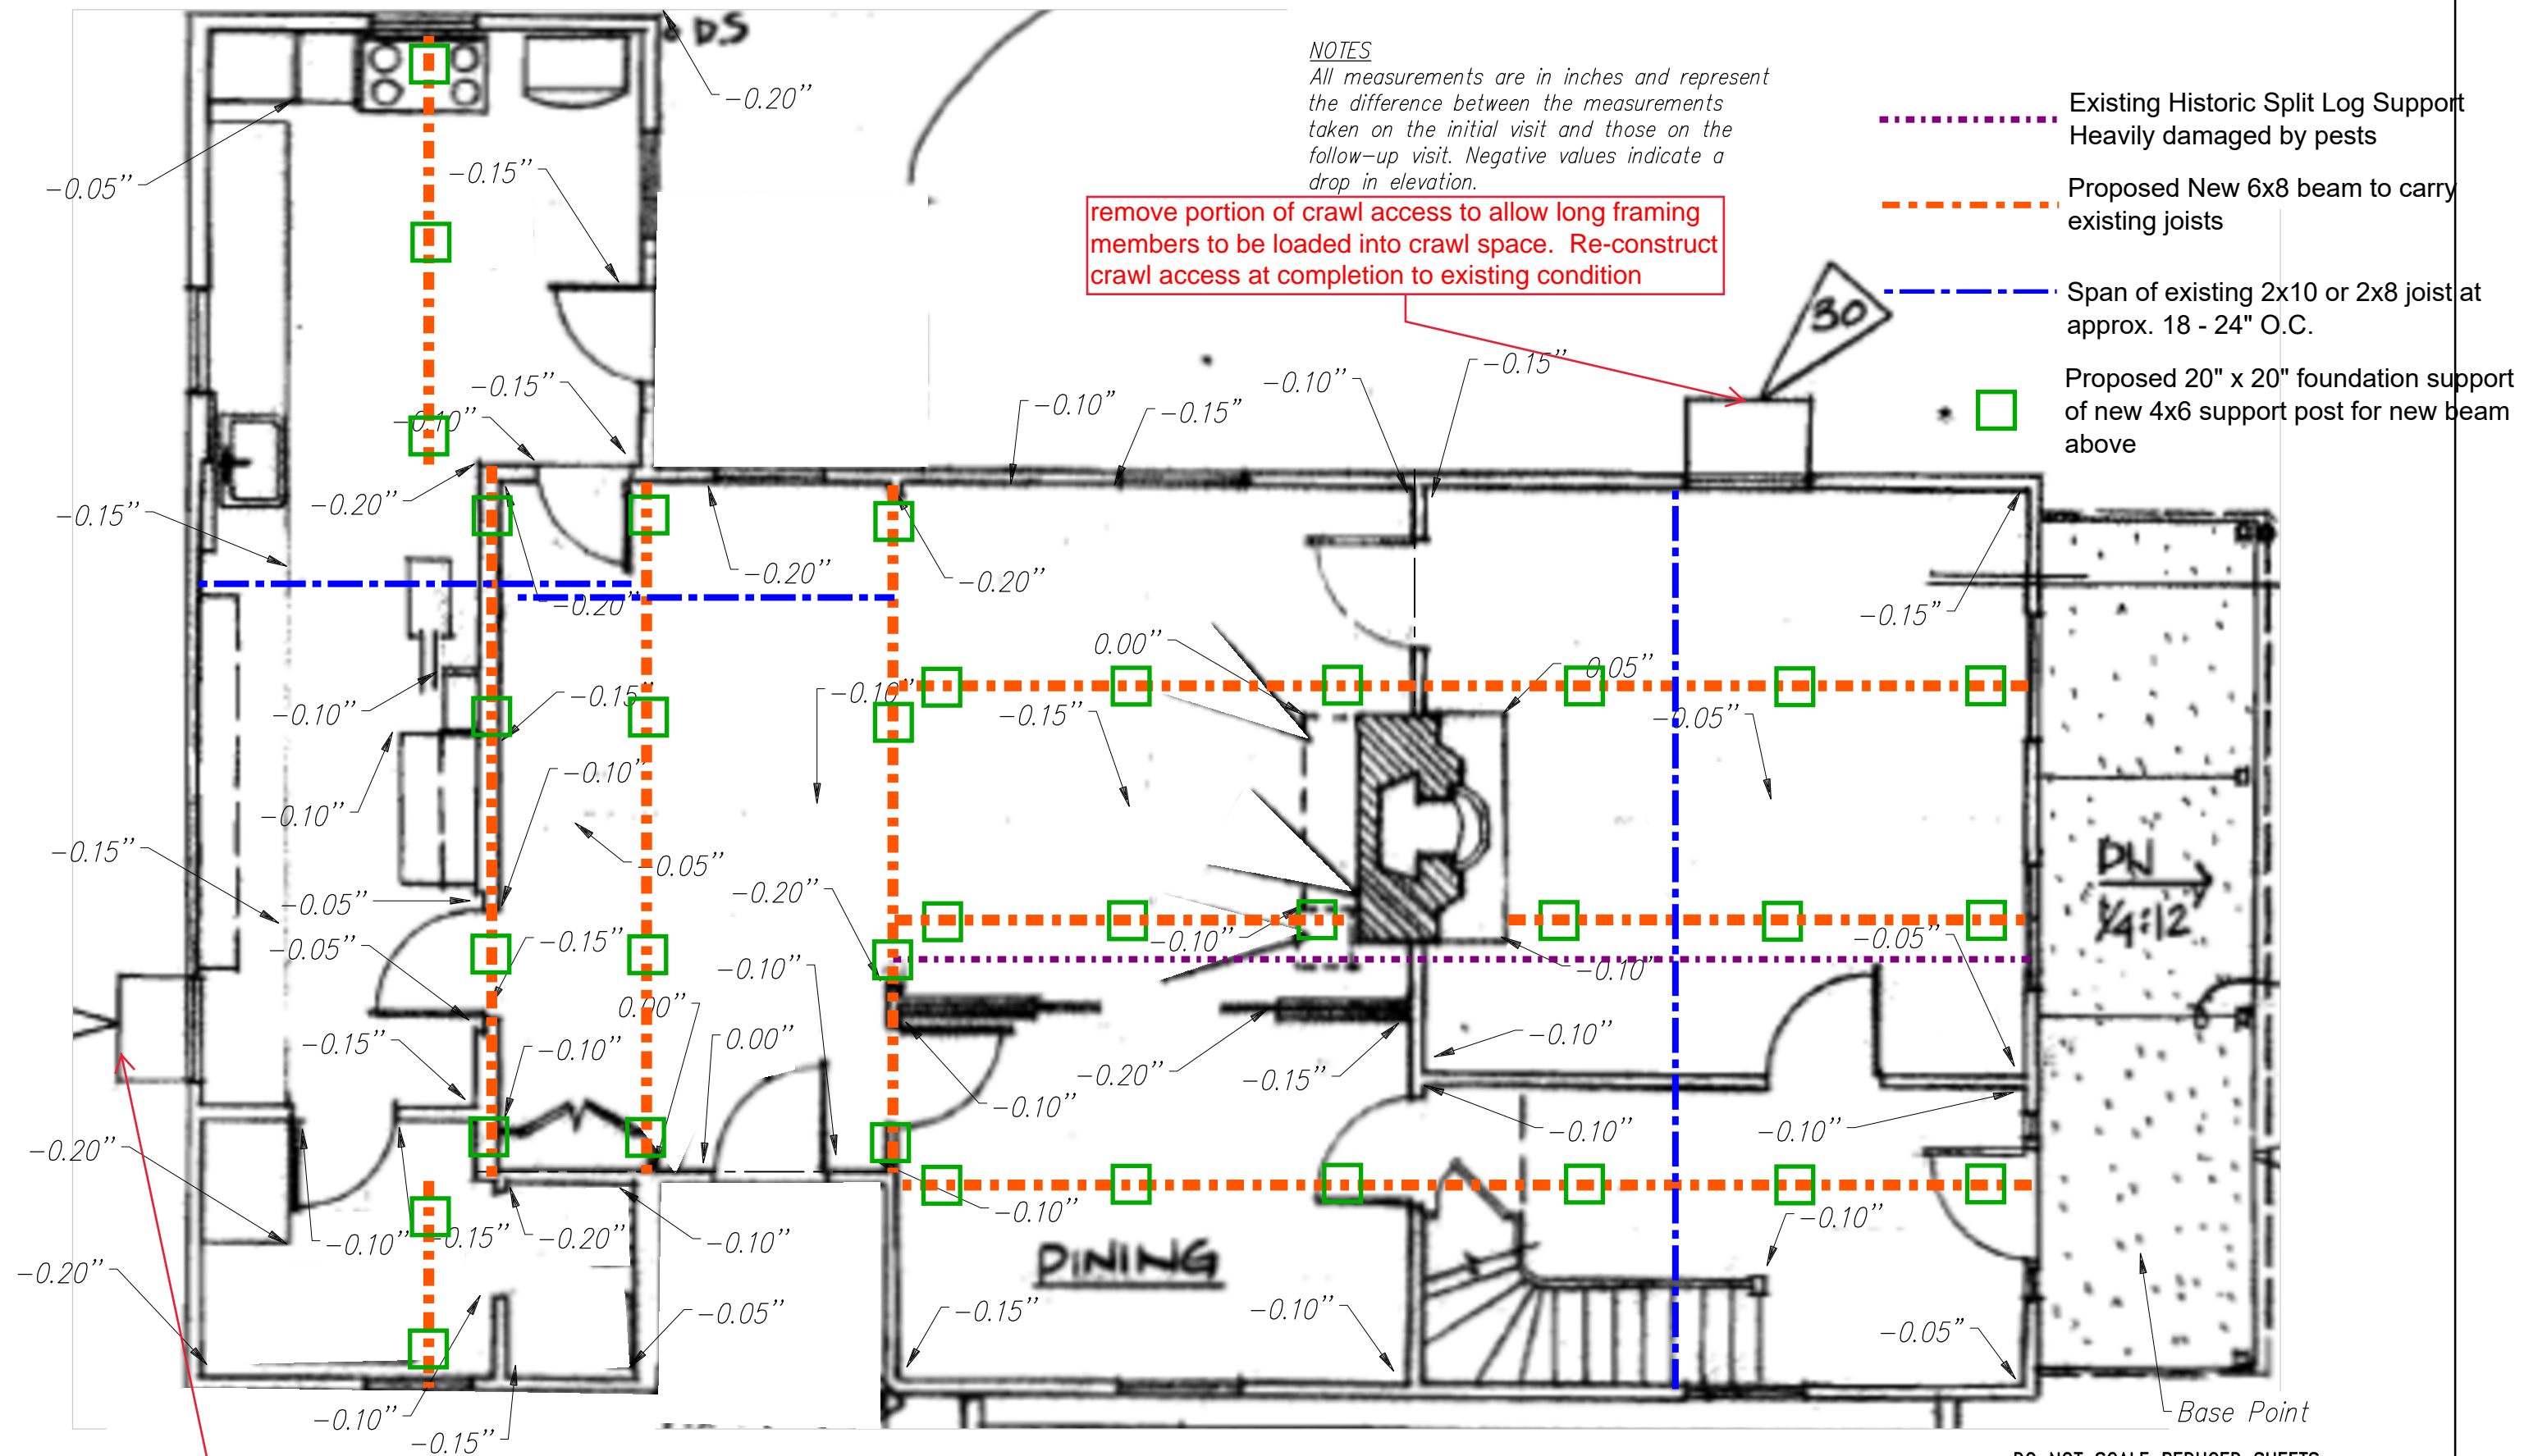 D.S
NOTES
All measurements are in inches and represent
the difference between the measurements
taken on the initial visit and those on the
follow-up visit. Negative values indicate a
drop in elevation.
remove portion of crawl access to allow long framing
members to be loaded into crawl space. Re-construct
crawl access at completion to existing condition
Existing Historic Split Log Support
Heavily damaged by pests
Proposed New 6x8 beam to carry
existing joists
Span of existing 2x10 or 2x8 joist at
approx. 18 - 24" O.C.
Proposed 20" x 20" foundation support
of new 4x6 support post for new beam
above
30
-0.20"
-0.05"
-0.15"
-0.15"
-0.10"
-0.20"
-0.15"
-0.10"
-0.15"
-0.10"
-0.15"
-0.20"
-0.20"
-0.20"
-0.15"
0.00"
-0.05"
-0.10"
-0.15"
-0.10"
-0.15"
-0.05"
-0.10"
-0.10"
-0.15"
-0.05"
-0.20"
-0.05"
-0.05"
-0.15"
-0.10"
-0.10"
-0.05"
-0.10"
0.00"
0.00"
-0.15"
-0.10"
-0.10"
-0.20"
-0.15"
-0.10"
-0.10"
-0.10"
-0.20"
-0.10"
-0.15"
-0.20"
-0.10"
-0.10"
-0.10"
-0.20"
-0.05"
-0.15"
-0.10"
-0.05"
-0.10"
-0.15"
DN
1/4:12
DINING
Base Point
DO NOT SCALE REDUCED SHEETS